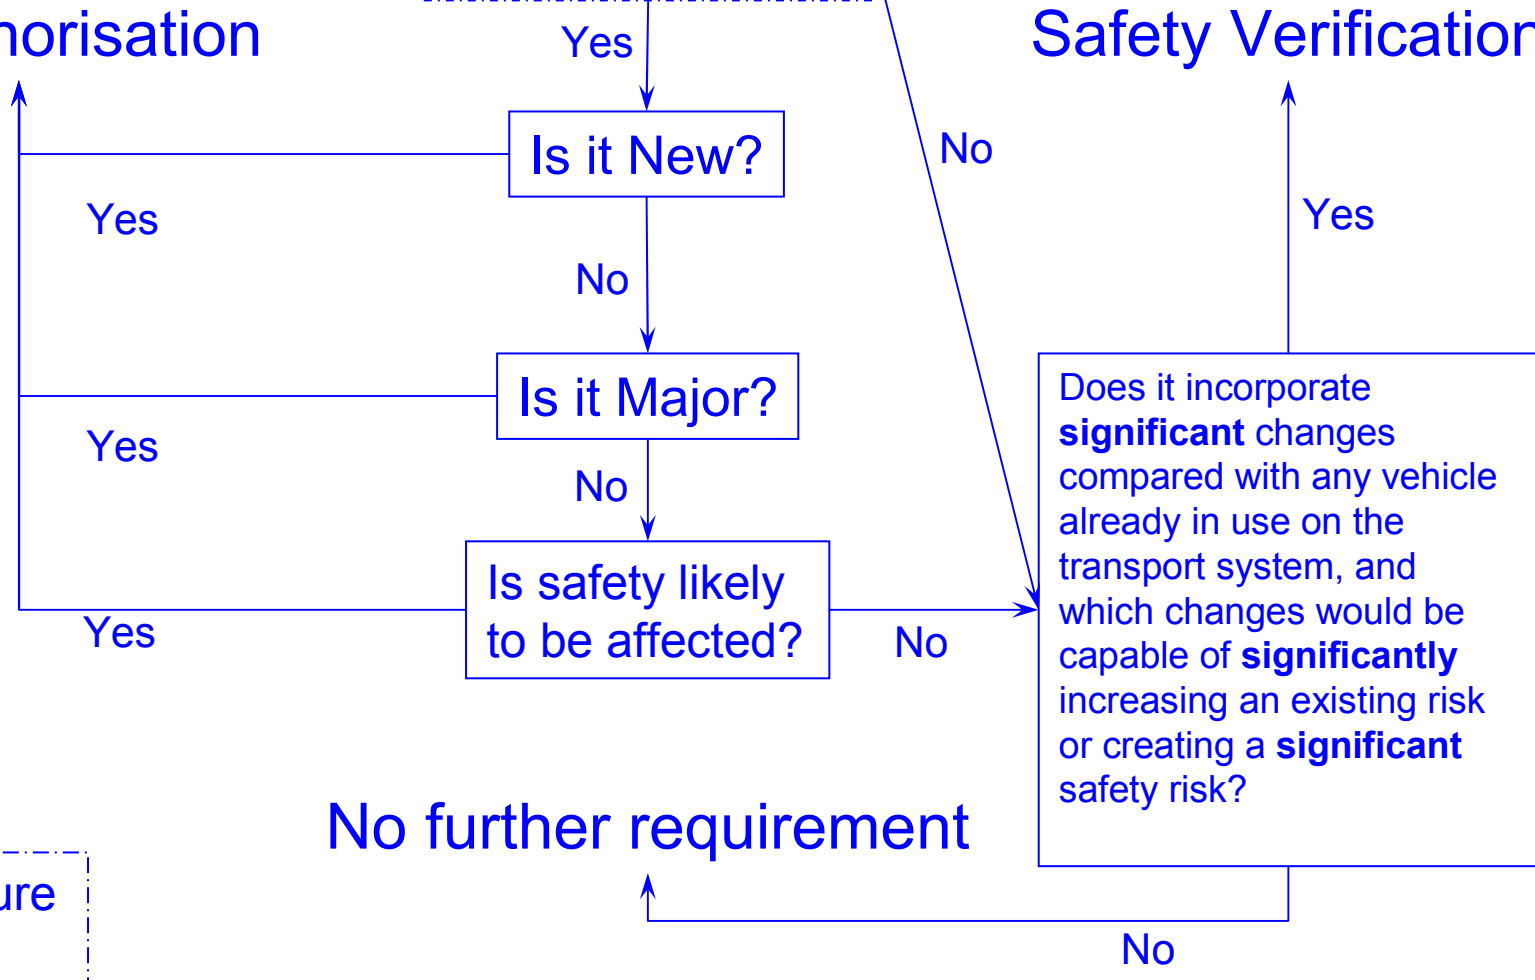 horisation
Yes
Safety Verification
Is it New?
No
Yes
Yes
No
Is it Major?
Does it incorporate
significant changes
compared with any vehicle
already in use on the
transport system, and
which changes would be
capable of significantly
increasing an existing risk
or creating a significant
safety risk?
Yes
No
Is safety likely
to be affected?
Yes
No
No further requirement
ure
No